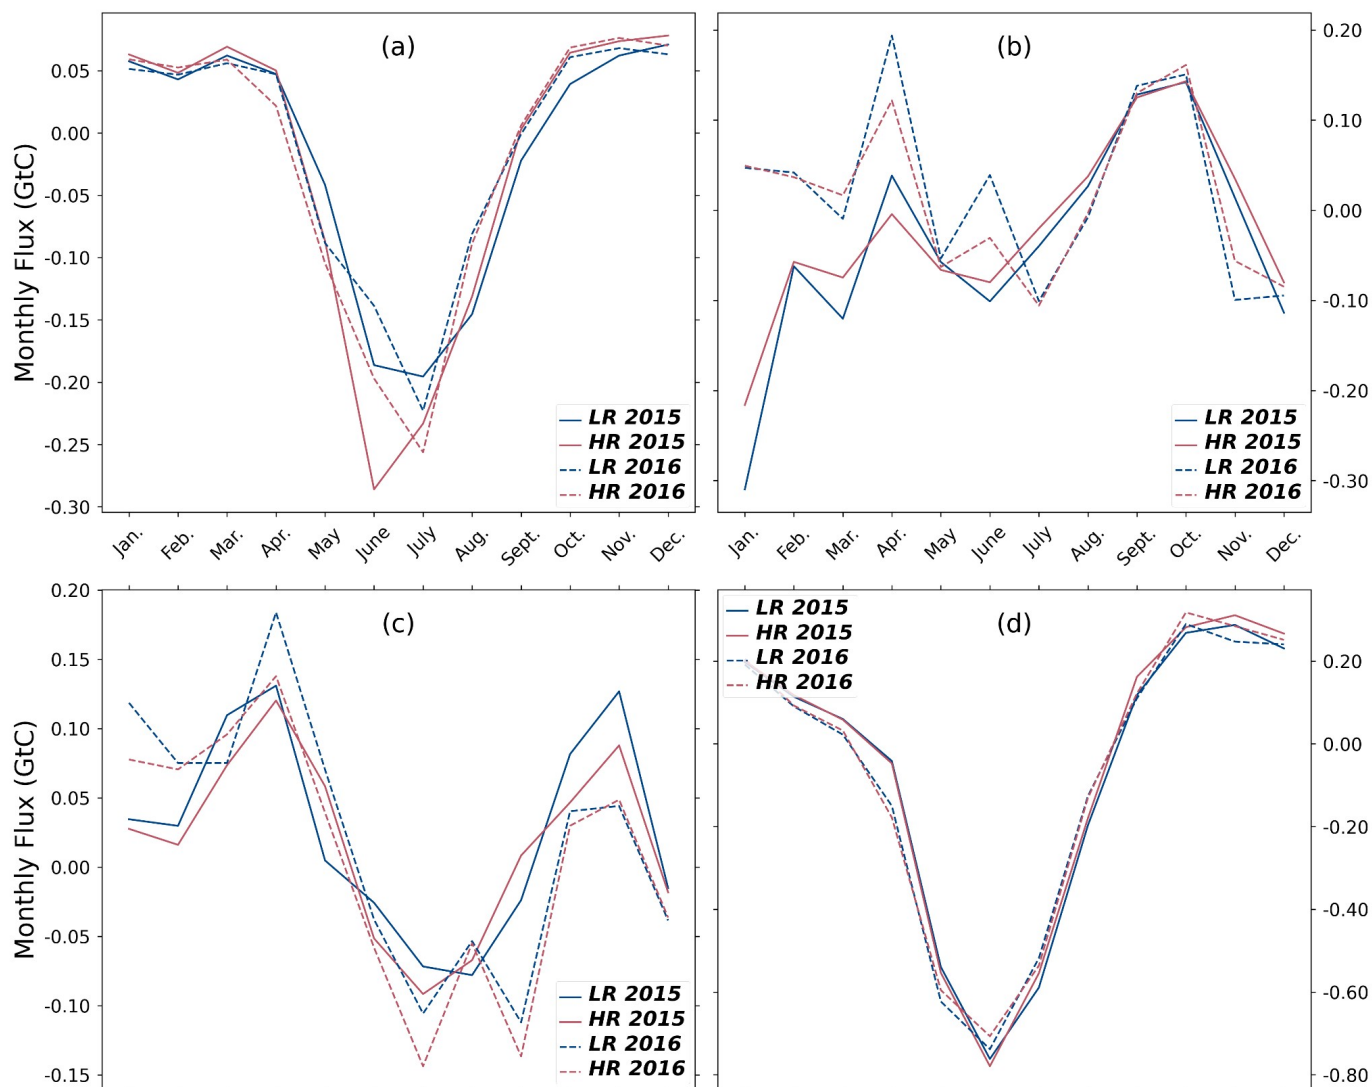 (a)
Monthly Flux (GtC)
0.05
0.00
-0.05
-0.10
-0.15
-0.20
-0.25
-0.30
LR 2015
HR 2015
LR 2016
HR 2016
Jan. Feb. Mar. Apr. May June July Aug. Sept. Oct. Nov. Dec.
(b)
0.20
0.10
0.00
-0.10
-0.20
-0.30
LR 2015
HR 2015
LR 2016
HR 2016
Jan. Feb. Mar. Apr. May June July Aug. Sept. Oct. Nov. Dec.
(c)
Monthly Flux (GtC)
0.20
0.15
0.10
0.05
0.00
-0.05
-0.10
-0.15
LR 2015
HR 2015
LR 2016
HR 2016
(d)
LR 2015
HR 2015
LR 2016
HR 2016
0.20
0.00
-0.20
-0.40
-0.60
-0.80